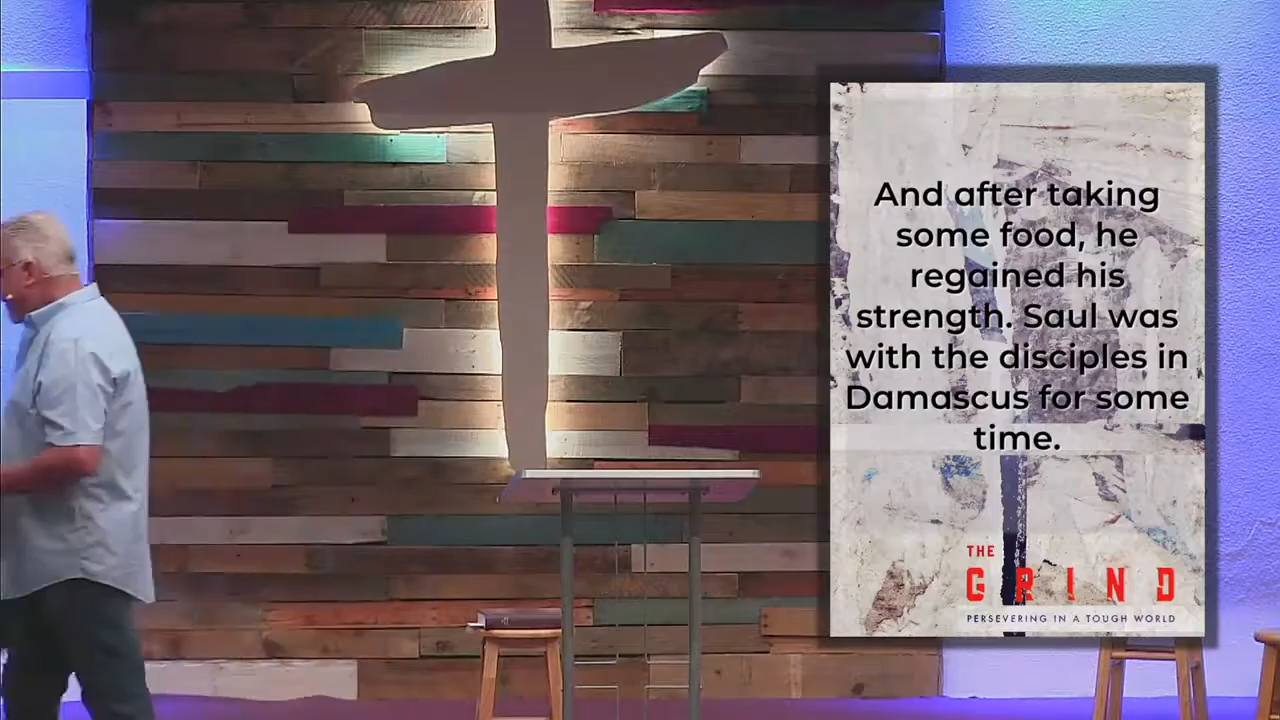 And after taking
some food, he
regained his
strength. Saul was
with the disciples in
Damascus for some
time.
THE
GRIND
PERSEVERING IN A TOUGH WORLD